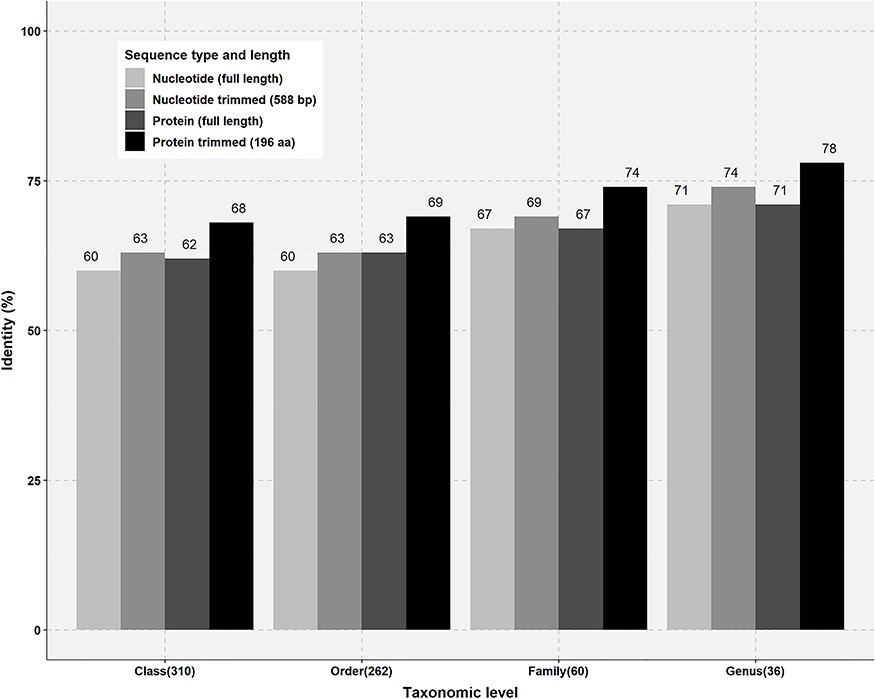 100
75
50
25
0
Identity (%)
Sequence type and length
Nucleotide (full length)
Nucleotide trimmed (588 bp)
Protein (full length)
Protein trimmed (196 aa)
60
63
62
68
60
63
63
69
67
69
67
74
71
74
71
78
Class(310)
Order(262)
Family(60)
Genus(36)
Taxonomic level